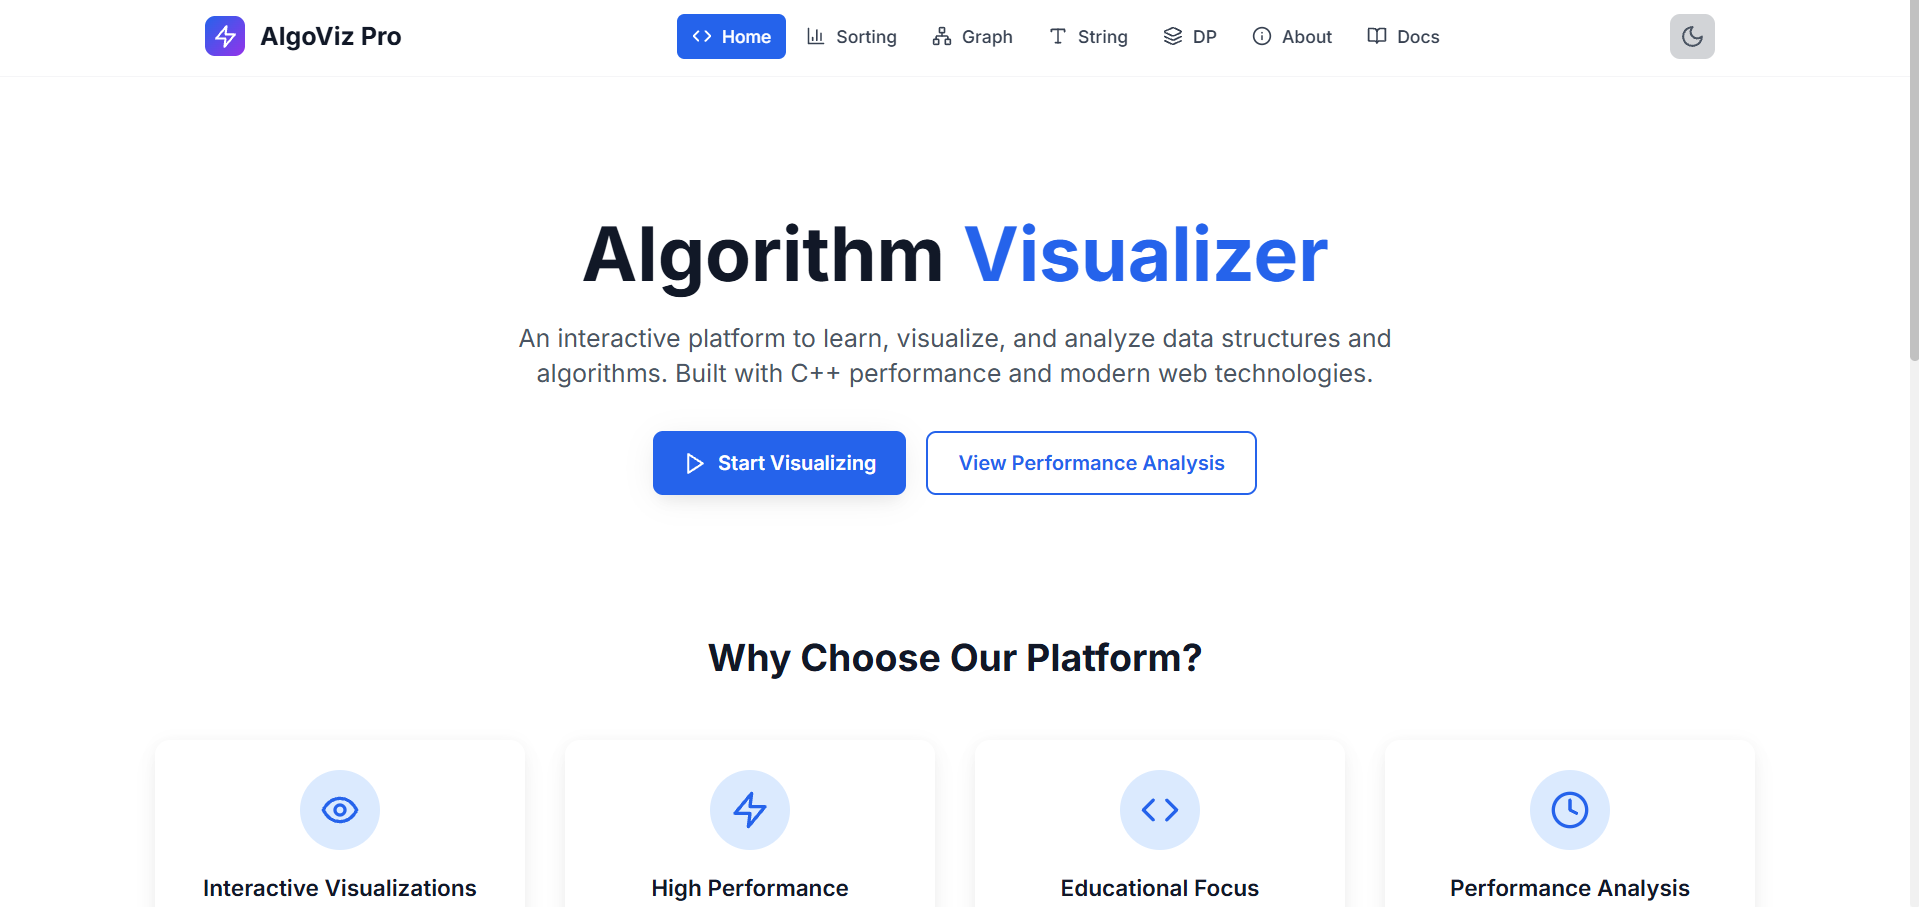 AlgoViz Pro
Home
Sorting
Graph
String
DP
About
Docs
Algorithm Visualizer
An interactive platform to learn, visualize, and analyze data structures and
algorithms. Built with C++ performance and modern web technologies.
Start Visualizing
View Performance Analysis
Why Choose Our Platform?
Interactive Visualizations
High Performance
Educational Focus
Performance Analysis